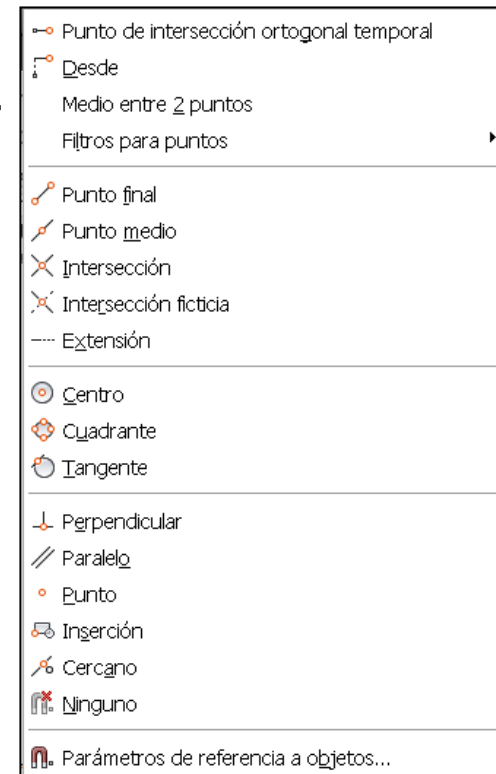 Punto de intersección ortogonal temporal
Desde
Medio entre 2 puntos
Filtros para puntos
Punto final
Punto medio
Intersección
Intersección ficticia
Extensión
Centro
Cuadrante
Tangente
Perpendicular
Paralelo
Punto
Inserción
Cercano
Ninguno
Parámetros de referencia a objetos...